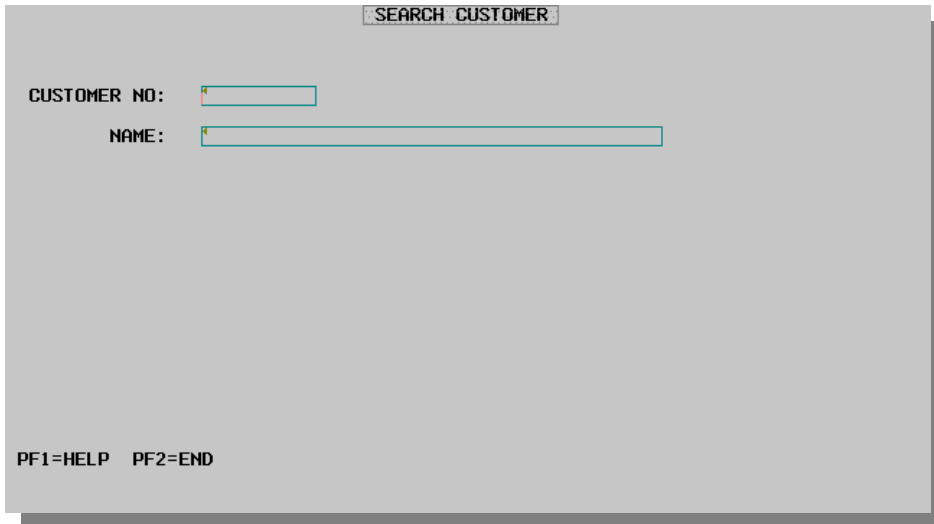 SEARCH CUSTOMER
CUSTOMER NO:
NAME:
PF1=HELP PF2=END